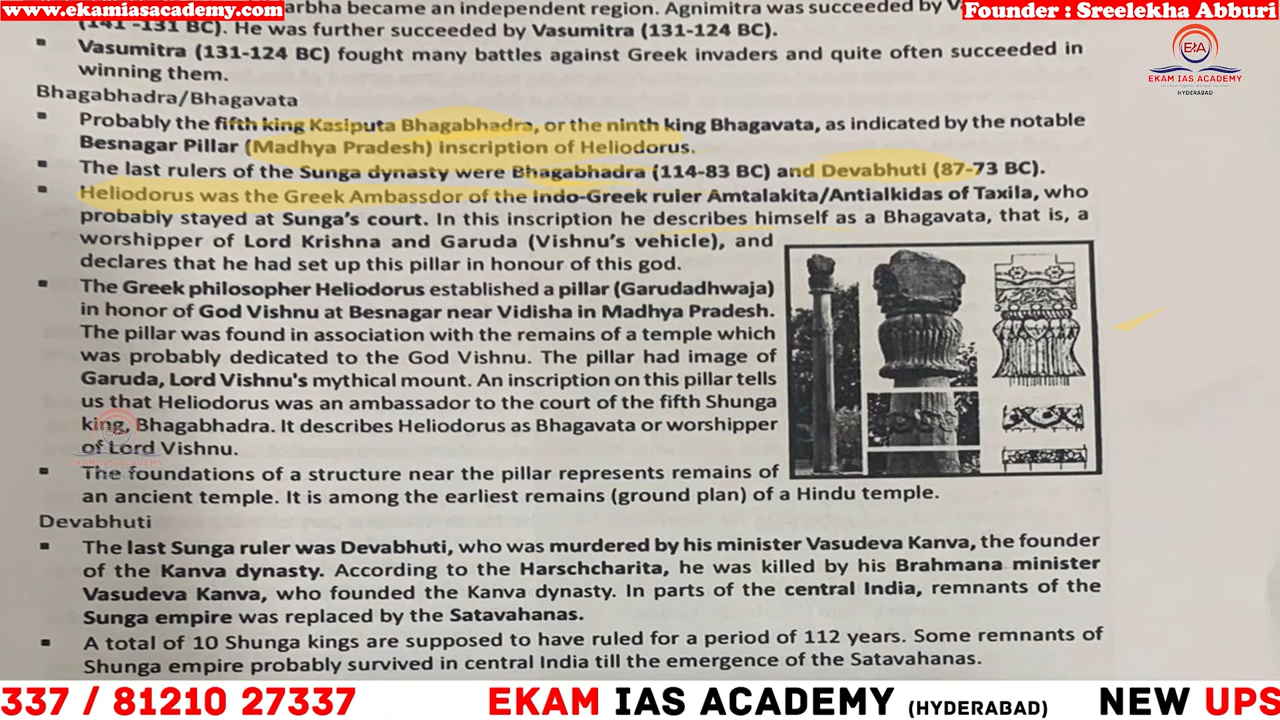 www.ekamiasacademy.com
Founder : Sreelekha Abburi
arbha became an independent region. Agnimitra was succeeded by V
(141 -131 BC). He was further succeeded by Vasumitra (131-124 BC).
▪ Vasumitra (131-124 BC) fought many battles against Greek invaders and quite often succeeded in
winning them.
EKAM IAS ACADEMY
HYDERABAD
Bhagabhadra/Bhagavata
▪ Probably the fifth king Kasiputa Bhagabhadra, or the ninth king Bhagavata, as indicated by the notable
Besnagar Pillar (Madhya Pradesh) inscription of Heliodorus.
▪ The last rulers of the Sunga dynasty were Bhagabhadra (114-83 BC) and Devabhuti (87-73 BC).
▪ Heliodorus was the Greek Ambassdor of the Indo-Greek ruler Amtalakita/Antialkidas of Taxila, who
probably stayed at Sunga's court. In this inscription he describes himself as a Bhagavata, that is, a
worshipper of Lord Krishna and Garuda (Vishnu's vehicle), and
declares that he had set up this pillar in honour of this god.
▪ The Greek philosopher Heliodorus established a pillar (Garudadhwaja)
in honor of God Vishnu at Besnagar near Vidisha in Madhya Pradesh.
The pillar was found in association with the remains of a temple which
was probably dedicated to the God Vishnu. The pillar had image of
Garuda, Lord Vishnu's mythical mount. An inscription on this pillar tells
us that Heliodorus was an ambassador to the court of the fifth Shunga
king, Bhagabhadra. It describes Heliodorus as Bhagavata or worshipper
of Lord Vishnu.
EKAM IAS ACADEMY
▪ The foundations of a structure near the pillar represents remains of
an ancient temple. It is among the earliest remains (ground plan) of a Hindu temple.
Devabhuti
▪ The last Sunga ruler was Devabhuti, who was murdered by his minister Vasudeva Kanva, the founder
of the Kanva dynasty. According to the Harschcharita, he was killed by his Brahmana minister
Vasudeva Kanva, who founded the Kanva dynasty. In parts of the central India, remnants of the
Sunga empire was replaced by the Satavahanas.
▪ A total of 10 Shunga kings are supposed to have ruled for a period of 112 years. Some remnants of
Shunga empire probably survived in central India till the emergence of the Satavahanas.
337 / 81210 27337 EKAM IAS ACADEMY (HYDERABAD) NEW UPS